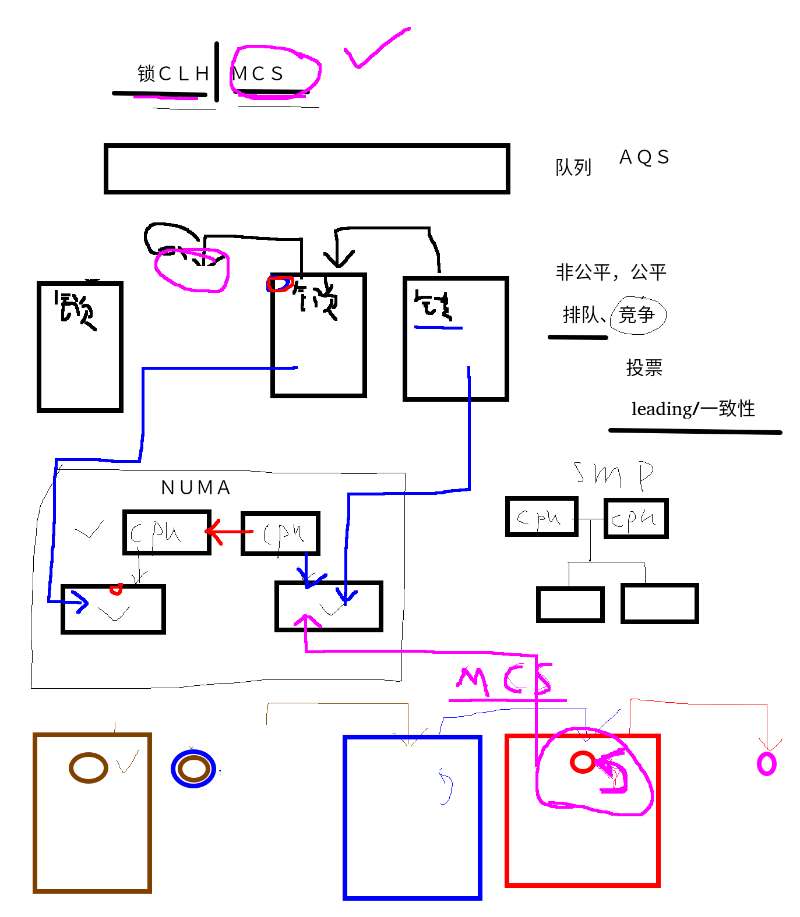 锁CLH MCS
队列 AQS
非公平，公平
排队、竞争
投票
leading/一致性
锁 锁 锁
SMP
NUMA
cpu cpu cpu cpu
MCS